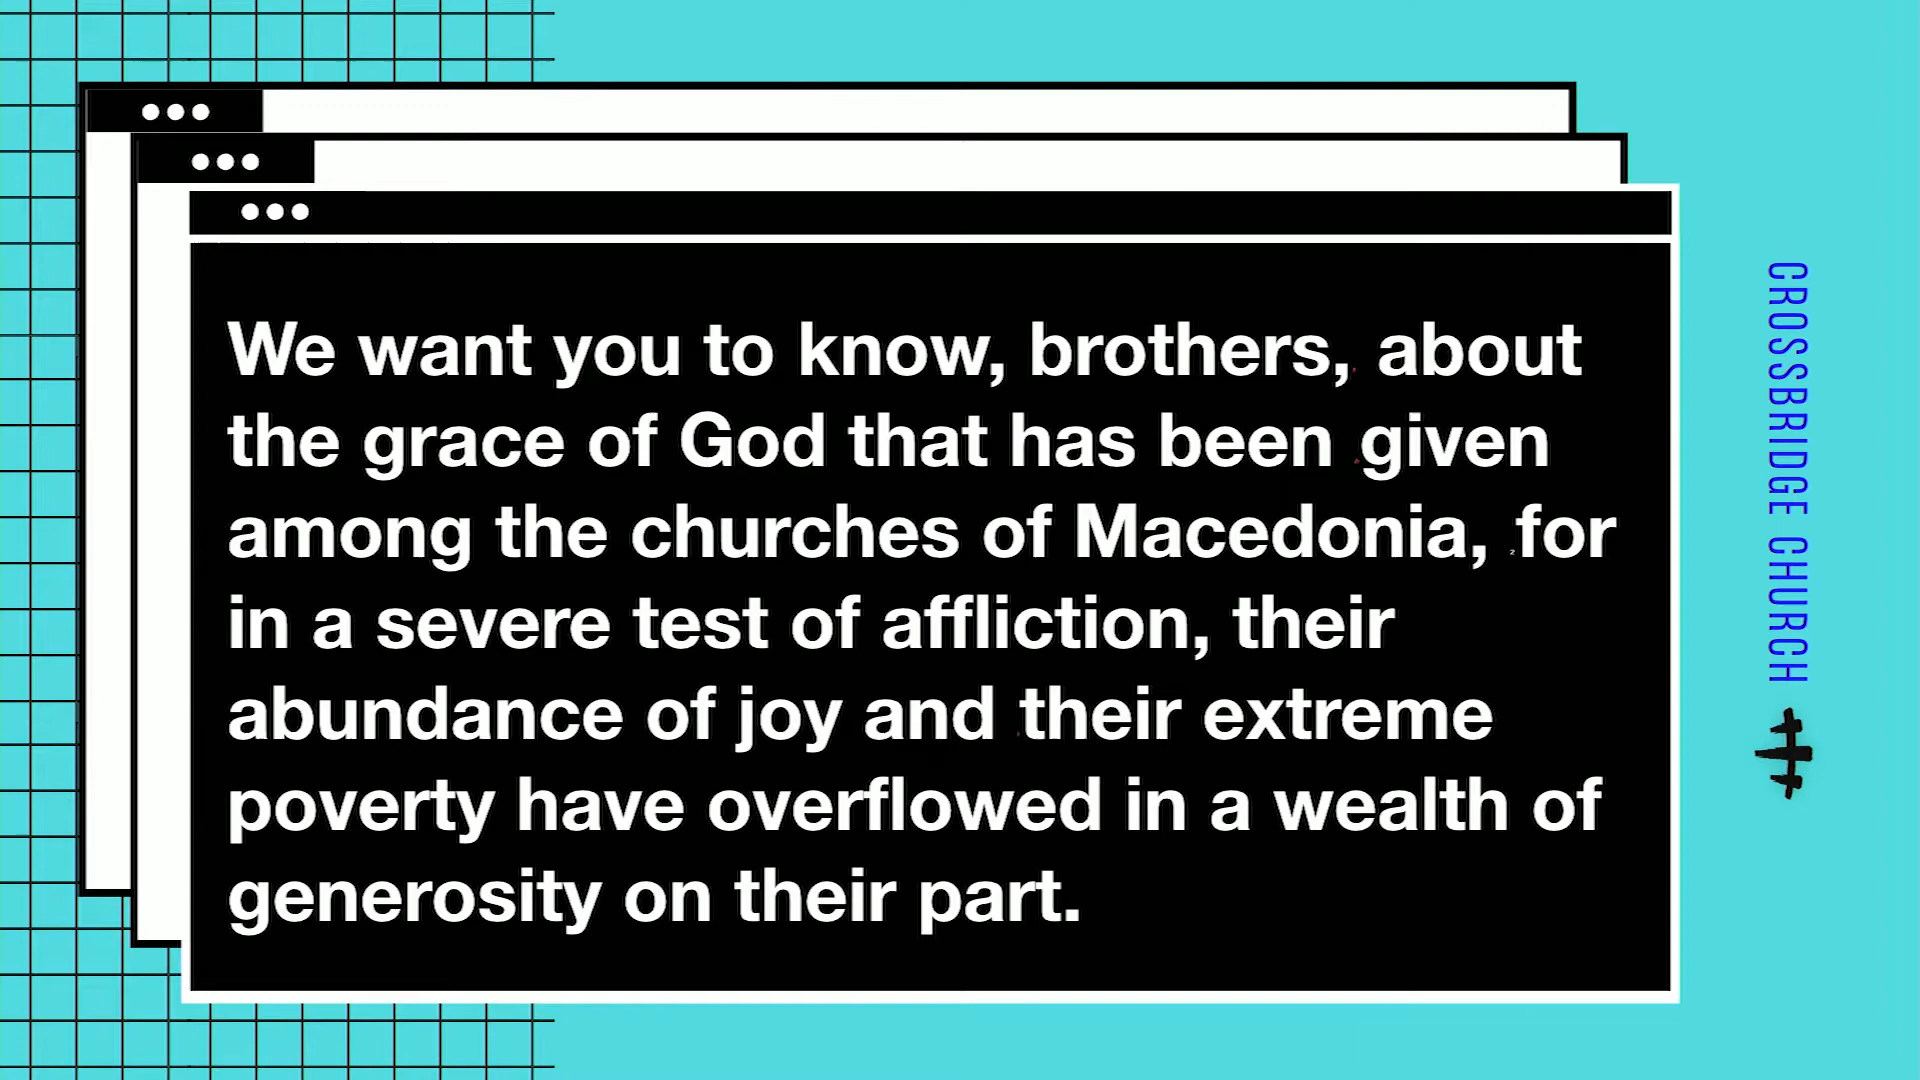 We want you to know, brothers, about
the grace of God that has been given
among the churches of Macedonia, 2 for
in a severe test of affliction, their
abundance of joy and their extreme
poverty have overflowed in a wealth of
generosity on their part.
CROSSBRIDGE CHURCH